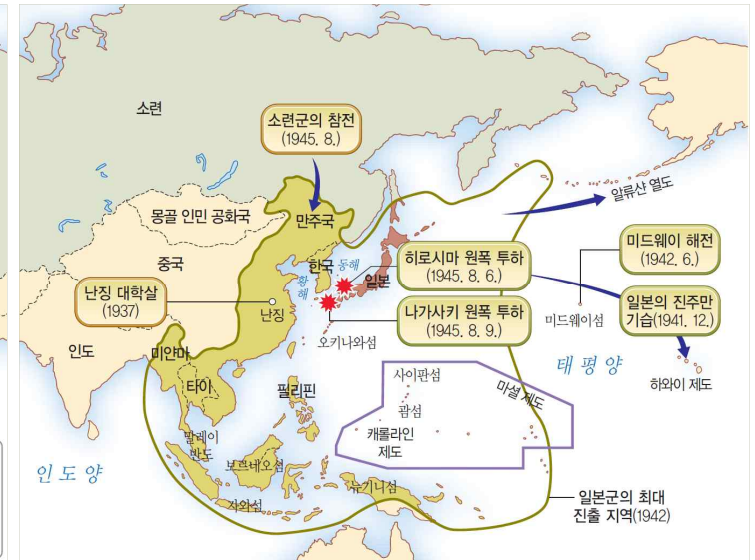 소련
소련군의 참전
(1945. 8.)
알류샨 열도
몽골 인민 공화국
만주국
중국
한국
동해
황해
일본
히로시마 원폭 투하
(1945. 8. 6.)
미드웨이 해전
(1942. 6.)
난징 대학살
(1937)
난징
나가사키 원폭 투하
(1945. 8. 9.)
일본의 진주만
기습(1941. 12.)
미드웨이섬
오키나와섬
인도
미얀마
타이
필리핀
태평양
하와이 제도
사이판섬
괌섬
마셜 제도
캐롤라인
제도
말레이
반도
보르네오섬
인도양
자와섬
뉴기니섬
일본군의 최대
진출 지역(1942)